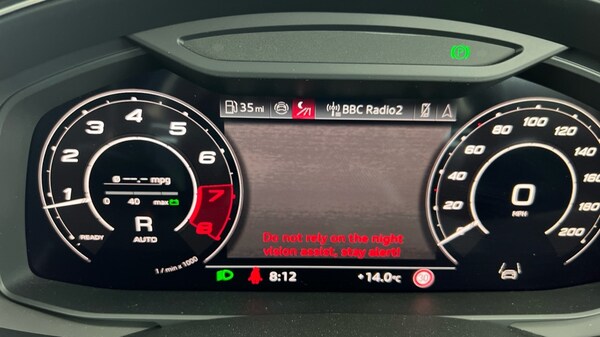 (P)
35 mi BBC Radio2
1 2 3 4 5 6 7 8
--.- mpg
0 40 max
R
AUTO
READY
1 / min x 1000
Do not rely on the night
vision assist, stay alert!
8:12 +14.0°C 30
0 20 40 60 80 100 120 140 160 180 200
0
MPH